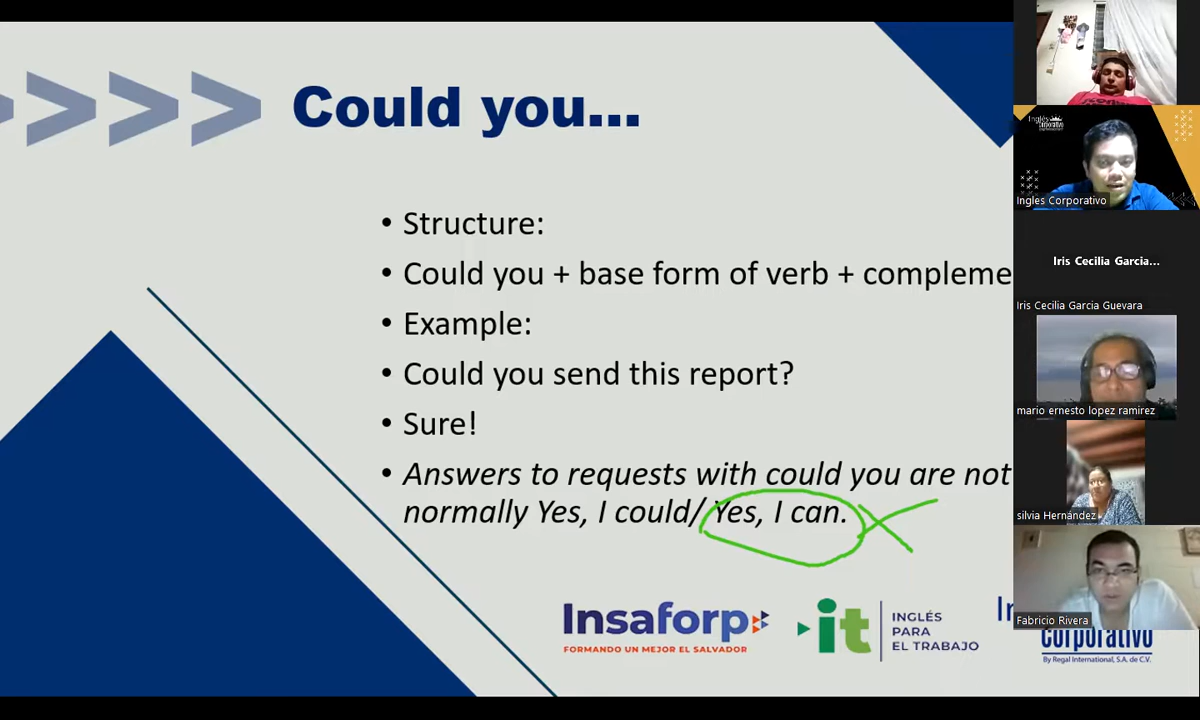 Could you...
• Structure:
• Could you + base form of verb + compleme
• Example:
• Could you send this report?
• Sure!
• Answers to requests with could you are not
normally Yes, I could/ Yes, I can.
Insaforp
FORMANDO UN MEJOR EL SALVADOR
it
INGLÉS
PARA
EL TRABAJO
In
corporativo
By Regal International, S.A. de C.V.
Inglés
Corporativo
Ingles Corporativo
Iris Cecilia Garcia...
Iris Cecilia Garcia Guevara
mario ernesto lopez ramirez
silvia Hernández
Fabricio Rivera